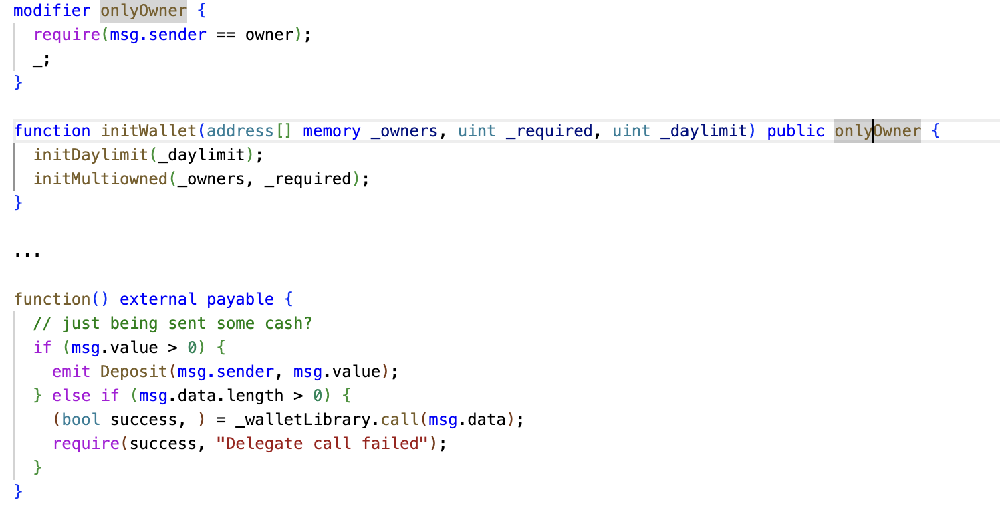 modifier onlyOwner {
  require(msg.sender == owner);
  _;
}

function initWallet(address[] memory _owners, uint _required, uint _daylimit) public onlyOwner {
  initDaylimit(_daylimit);
  initMultiowned(_owners, _required);
}

...

function() external payable {
  // just being sent some cash?
  if (msg.value > 0) {
    emit Deposit(msg.sender, msg.value);
  } else if (msg.data.length > 0) {
    (bool success, ) = _walletLibrary.call(msg.data);
    require(success, "Delegate call failed");
  }
}